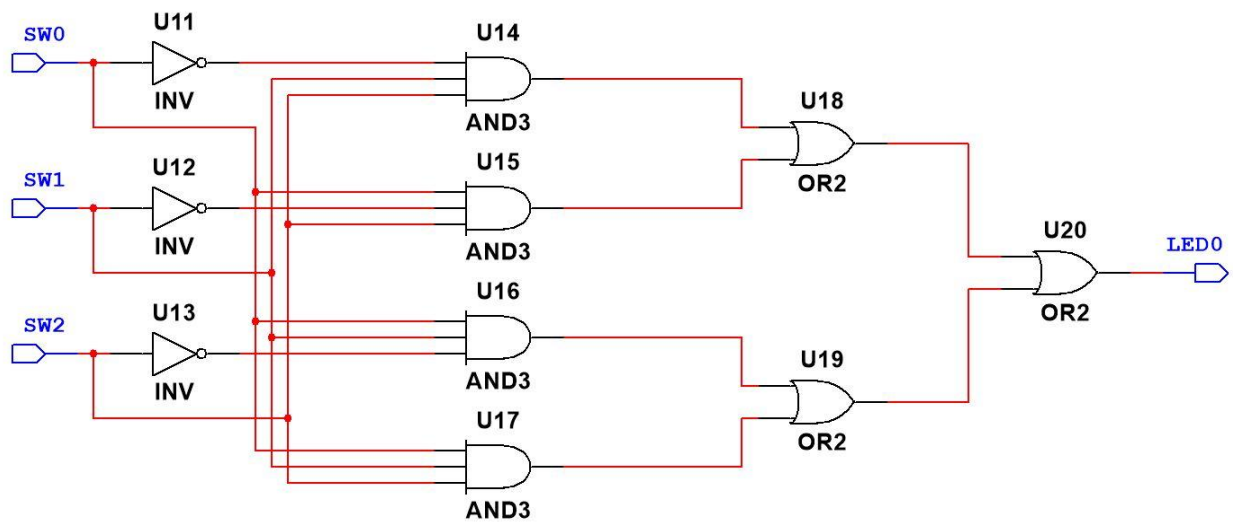 U11
SW0
INV
U14
AND3
U18
OR2
U12
SW1
INV
U15
AND3
U20
LED0
OR2
U13
SW2
INV
U16
AND3
U19
OR2
U17
AND3